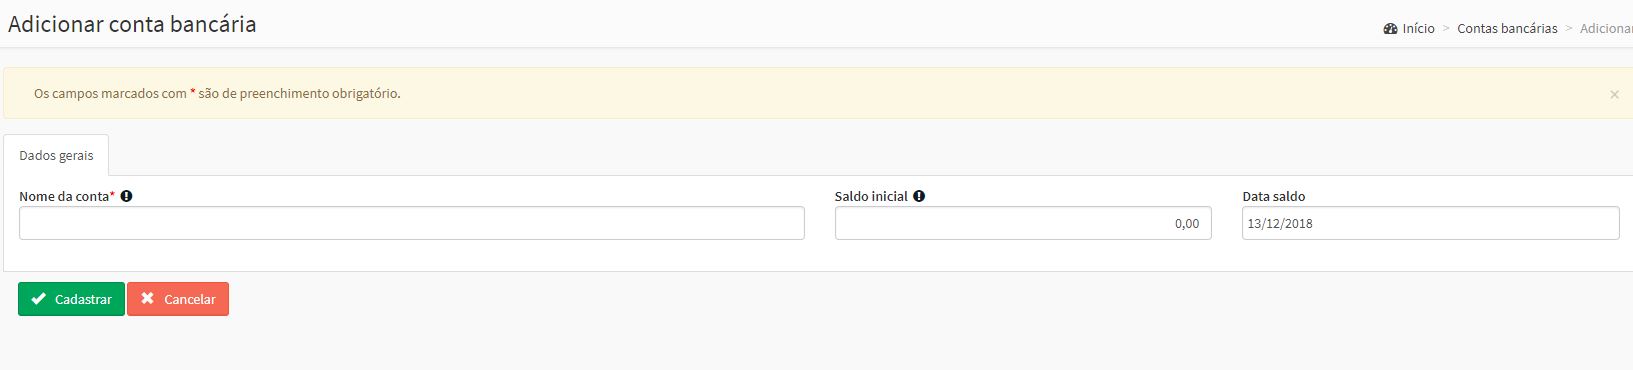 Adicionar conta bancária
Início > Contas bancárias > Adicionar
Os campos marcados com * são de preenchimento obrigatório.
×
Dados gerais
Nome da conta* Saldo inicial Data saldo
0,00 13/12/2018
Cadastrar Cancelar